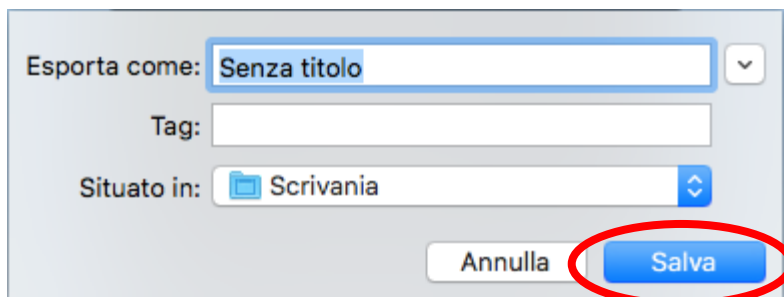 Esporta come: Senza titolo
Tag:
Situato in: Scrivania
Annulla Salva